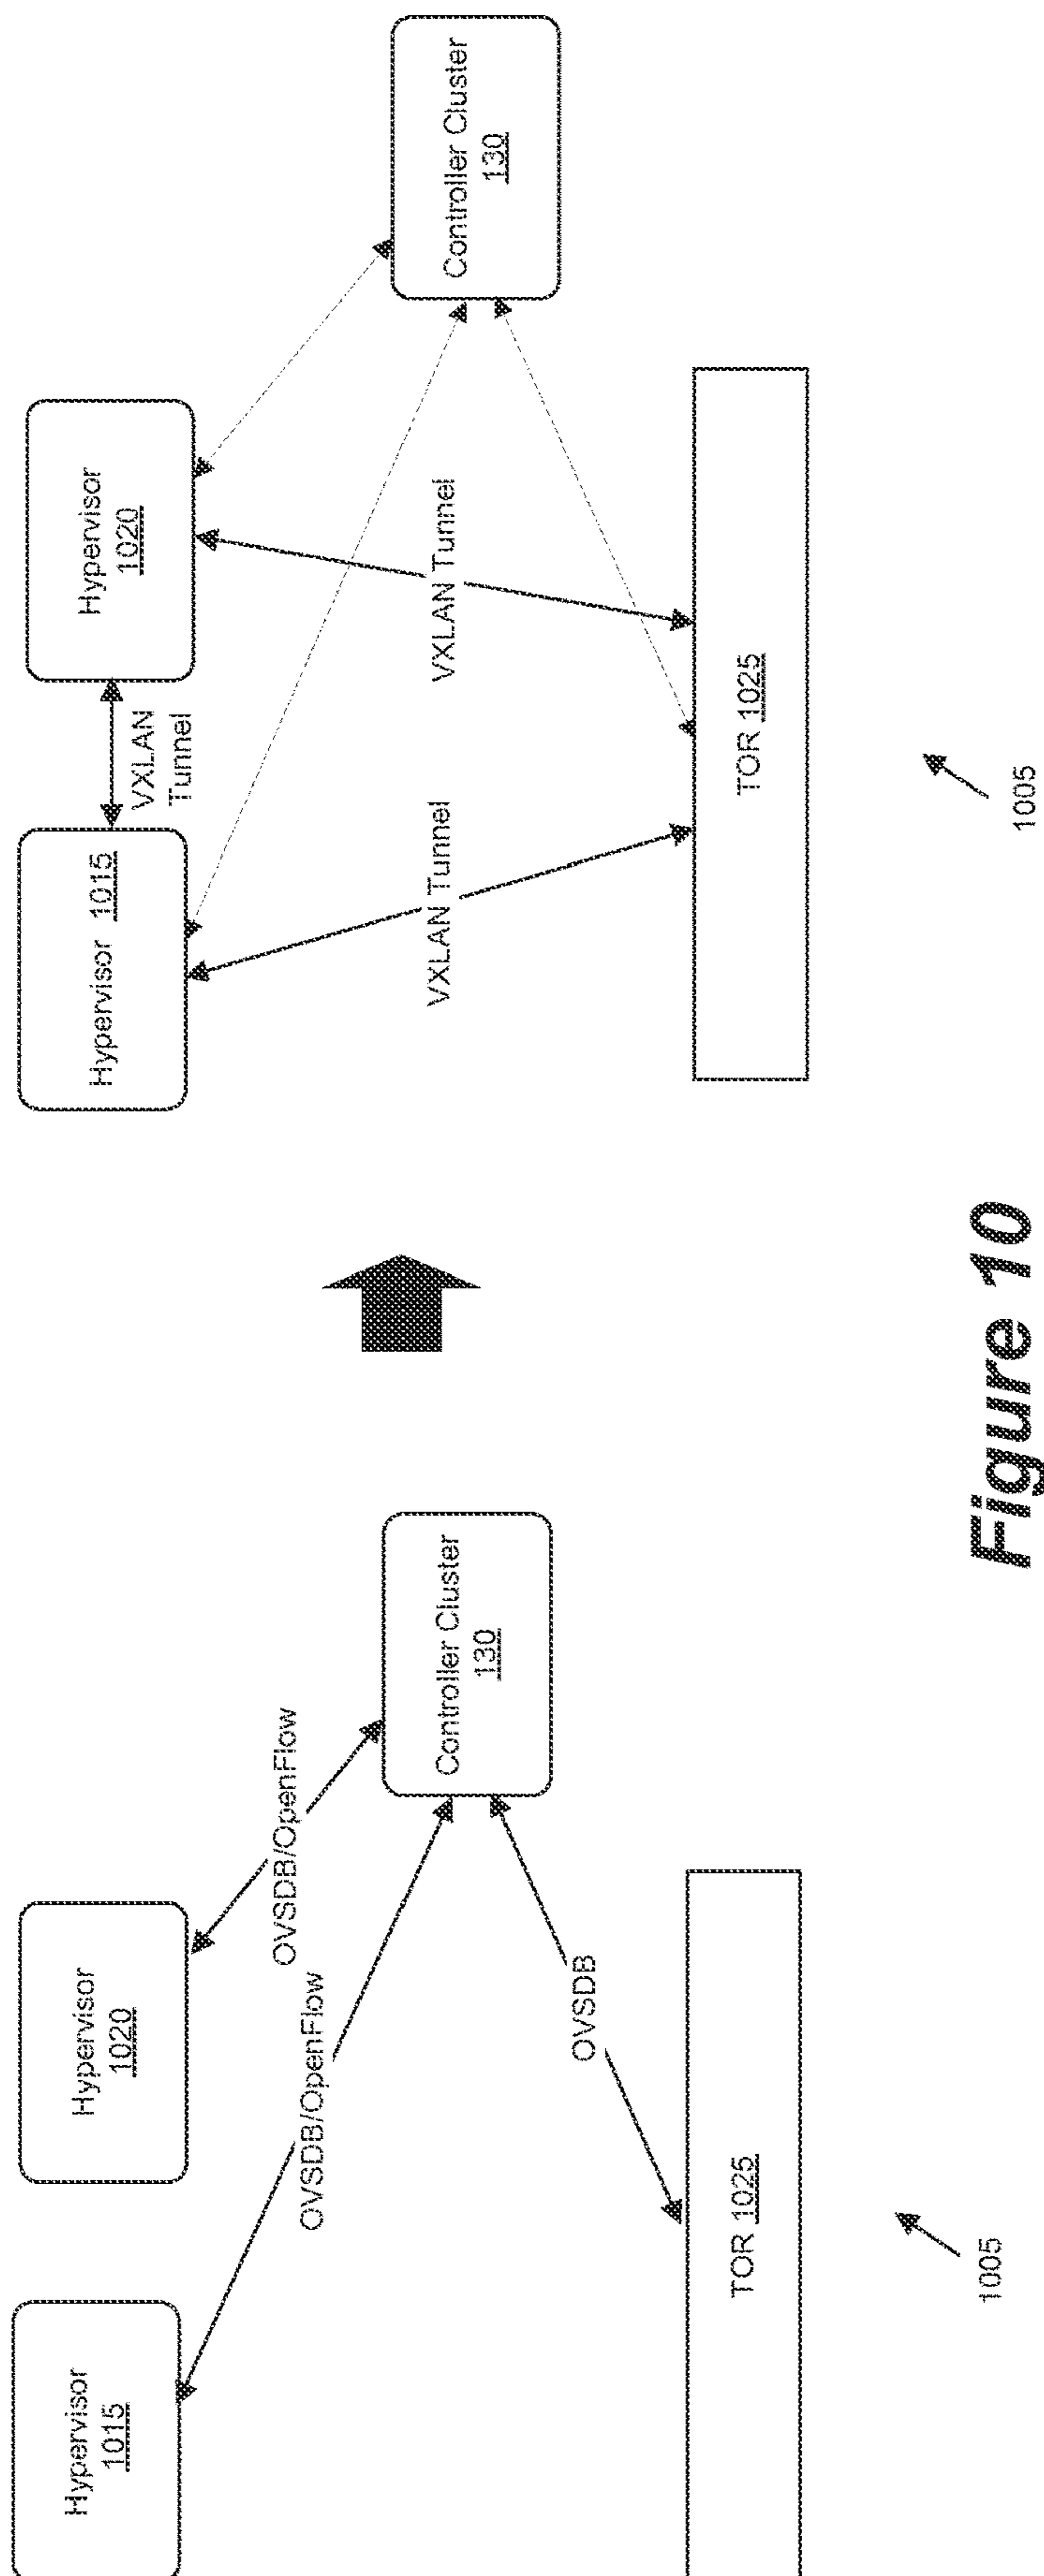 Hypervisor
1015
Hypervisor
1020
OVSDB/OpenFlow
OVSDB/OpenFlow
Controller Cluster
130
OVSDB
TOR 1025
1005
Hypervisor 1015
VXLAN
Tunnel
Hypervisor
1020
VXLAN Tunnel
VXLAN Tunnel
Controller Cluster
130
TOR 1025
1005
Figure 10